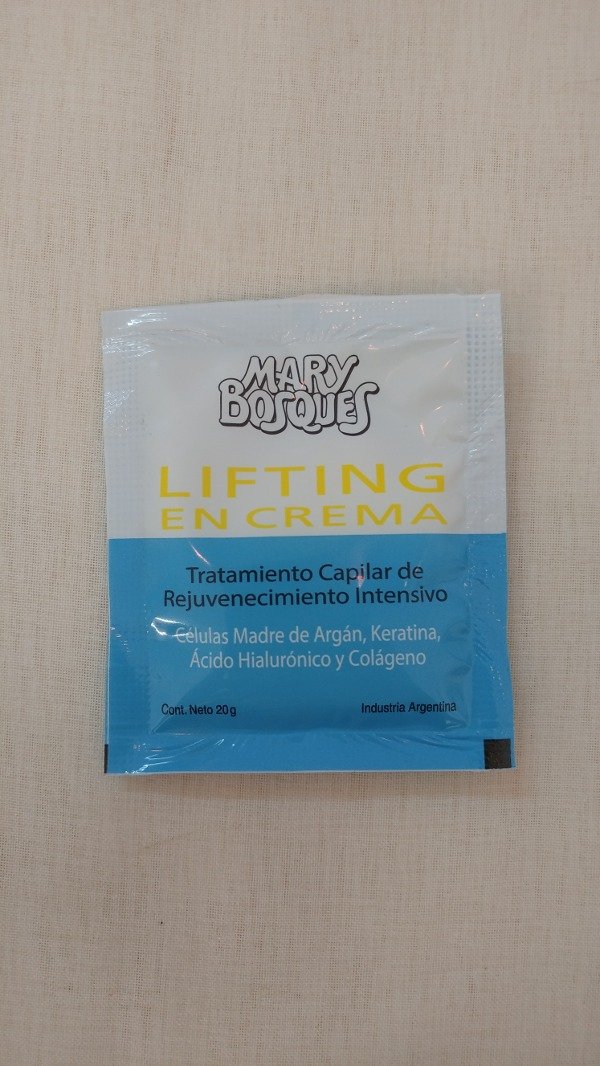 MARY
BOSQUES
LIFTING
EN CREMA
Tratamiento Capilar de
Rejuvenecimiento Intensivo
Células Madre de Argán, Keratina,
Ácido Hialurónico y Colágeno
Cont. Neto 20g Industria Argentina